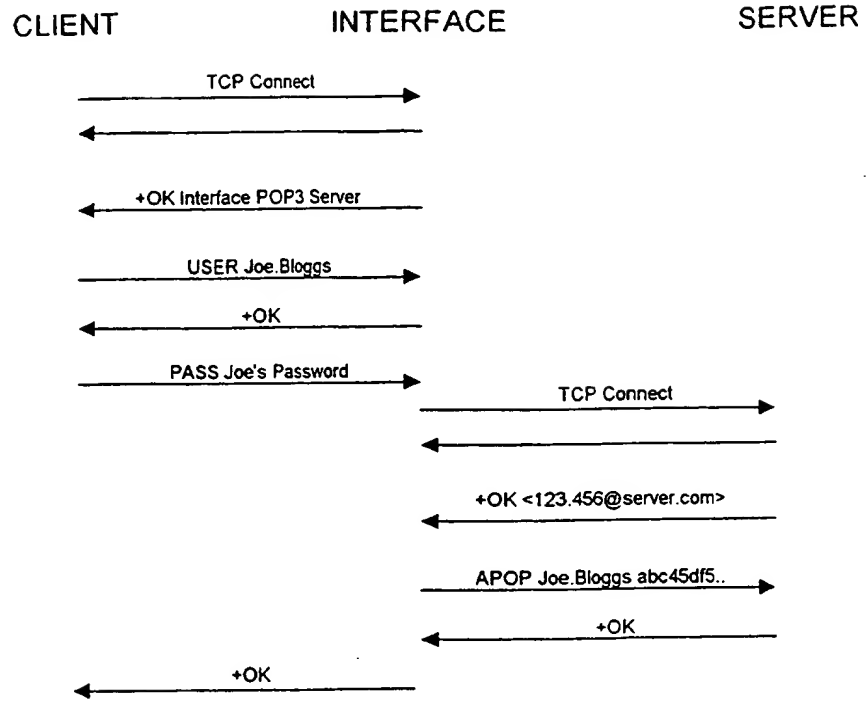 CLIENT INTERFACE SERVER
TCP Connect
+OK Interface POP3 Server
USER Joe.Bloggs
+OK
PASS Joe's Password
TCP Connect
+OK <123.456@server.com>
APOP Joe.Bloggs abc45df5..
+OK
+OK